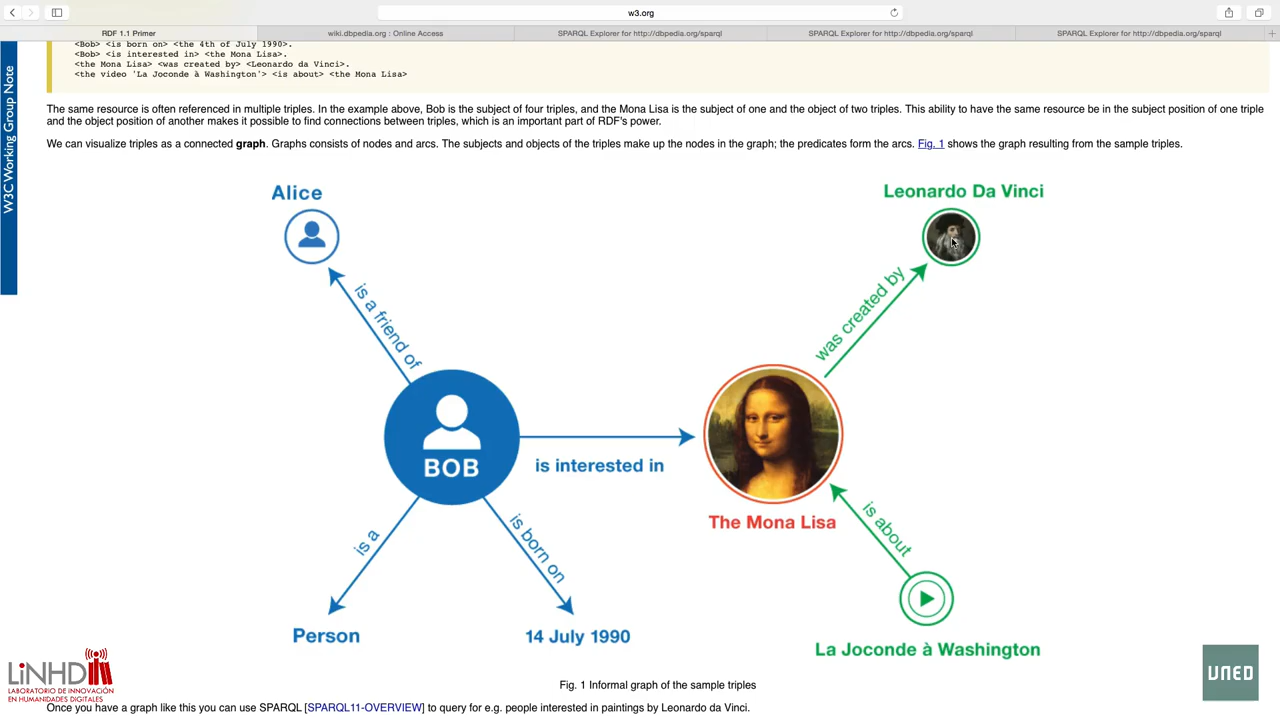 w3.org
RDF 1.1 Primer
wiki.dbpedia.org : Online Access
SPARQL Explorer for http://dbpedia.org/sparql
SPARQL Explorer for http://dbpedia.org/sparql
SPARQL Explorer for http://dbpedia.org/sparql
W3C Working Group Note
<Bob> <is born on> <the 4th of July 1990>.
<Bob> <is interested in> <the Mona Lisa>.
<the Mona Lisa> <was created by> <Leonardo da Vinci>.
<the video 'La Joconde à Washington'> <is about> <the Mona Lisa>
The same resource is often referenced in multiple triples. In the example above, Bob is the subject of four triples, and the Mona Lisa is the subject of one and the object of two triples. This ability to have the same resource be in the subject position of one triple
and the object position of another makes it possible to find connections between triples, which is an important part of RDF's power.
We can visualize triples as a connected graph. Graphs consists of nodes and arcs. The subjects and objects of the triples make up the nodes in the graph; the predicates form the arcs. Fig. 1 shows the graph resulting from the sample triples.
Alice
Leonardo Da Vinci
is a friend of
was created by
BOB
is interested in
The Mona Lisa
is a
is born on
is about
Person
14 July 1990
La Joconde à Washington
LiNHD
LABORATORIO DE INNOVACIÓN
EN HUMANIDADES DIGITALES
UNED
Fig. 1 Informal graph of the sample triples
Once you have a graph like this you can use SPARQL [SPARQL11-OVERVIEW] to query for e.g. people interested in paintings by Leonardo da Vinci.